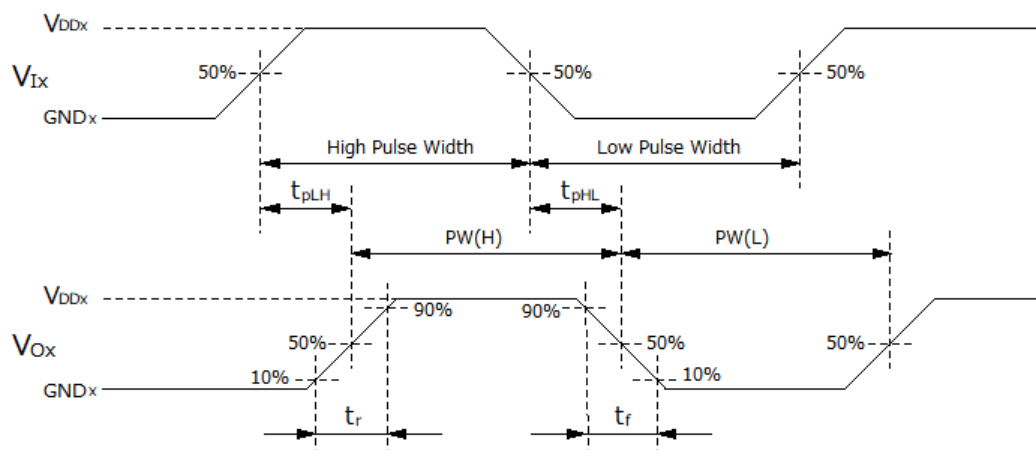 VDDx
VIx
50%
50%
50%
GNDx
High Pulse Width
Low Pulse Width
tpLH
tpHL
PW(H)
PW(L)
VDDx
90%
90%
VOx
50%
50%
50%
10%
10%
GNDx
tr
tf